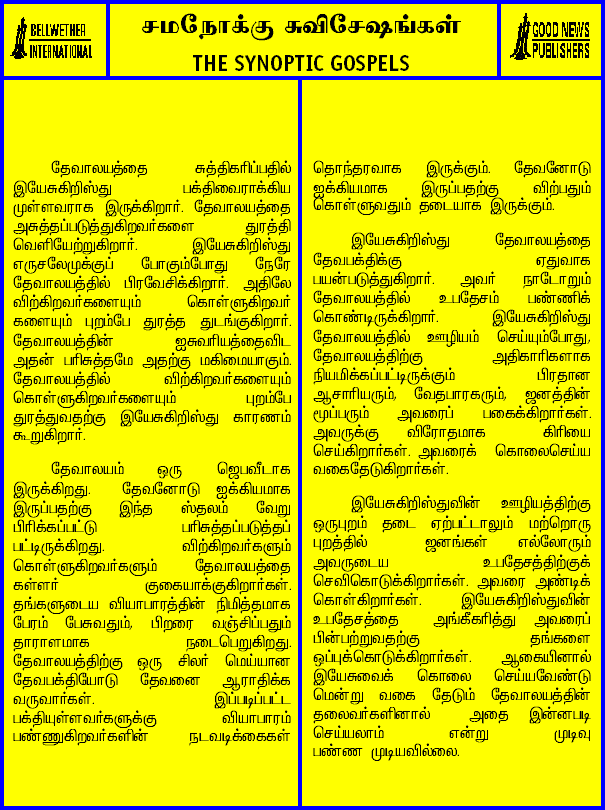 BELLWETHER
INTERNATIONAL
சமநோக்கு சுவிசேஷங்கள்
THE SYNOPTIC GOSPELS
GOOD NEWS
PUBLISHERS
தேவாலயத்தை சுத்திகரிப்பதில்
இயேசுகிறிஸ்து பக்திவைராக்கிய
முள்ளவராக இருக்கிறார். தேவாலயத்தை
அசுத்தப்படுத்துகிறவர்களை துரத்தி
வெளியேற்றுகிறார். இயேசுகிறிஸ்து
எருசலேமுக்குப் போகும்போது நேரே
தேவாலயத்தில் பிரவேசிக்கிறார். அதிலே
விற்கிறவர்களையும் கொள்ளுகிறவர்
களையும் புறம்பே துரத்த துடங்குகிறார்.
தேவாலயத்தின் ஐசுவரியத்தைவிட
அதன் பரிசுத்தமே அதற்கு மகிமையாகும்.
தேவாலயத்தில் விற்கிறவர்களையும்
கொள்ளுகிறவர்களையும் புறம்பே
துரத்துவதற்கு இயேசுகிறிஸ்து காரணம்
கூறுகிறார்.
தேவாலயம் ஒரு ஜெபவீடாக
இருக்கிறது. தேவனோடு ஐக்கியமாக
இருப்பதற்கு இந்த ஸ்தலம் வேறு
பிரிக்கப்பட்டு பரிசுத்தப்படுத்தப்
பட்டிருக்கிறது. விற்கிறவர்களும்
கொள்ளுகிறவர்களும் தேவாலயத்தை
கள்ளர் குகையாக்குகிறார்கள்.
தங்களுடைய வியாபாரத்தின் நிமித்தமாக
பேரம் பேசுவதும், பிறரை வஞ்சிப்பதும்
தாராளமாக நடைபெறுகிறது.
தேவாலயத்திற்கு ஒரு சிலர் மெய்யான
தேவபக்தியோடு தேவனை ஆராதிக்க
வருவார்கள். இப்படிப்பட்ட
பக்தியுள்ளவர்களுக்கு வியாபாரம்
பண்ணுகிறவர்களின் நடவடிக்கைகள்
தொந்தரவாக இருக்கும். தேவனோடு
ஐக்கியமாக இருப்பதற்கு விற்பதும்
கொள்ளுவதும் தடையாக இருக்கும்.
இயேசுகிறிஸ்து தேவாலயத்தை
தேவபக்திக்கு ஏதுவாக
பயன்படுத்துகிறார். அவர் நாடோறும்
தேவாலயத்தில் உபதேசம் பண்ணிக்
கொண்டிருக்கிறார். இயேசுகிறிஸ்து
தேவாலயத்தில் ஊழியம் செய்யும்போது,
தேவாலயத்திற்கு அதிகாரிகளாக
நியமிக்கப்பட்டிருக்கும் பிரதான
ஆசாரியரும், வேதபாரகரும், ஜனத்தின்
மூப்பரும் அவரைப் பகைக்கிறார்கள்.
அவருக்கு விரோதமாக கிரியை
செய்கிறார்கள். அவரைக் கொலைசெய்ய
வகைதேடுகிறார்கள்.
இயேசுகிறிஸ்துவின் ஊழியத்திற்கு
ஒருபுறம் தடை ஏற்பட்டாலும் மற்றொரு
புறத்தில் ஜனங்கள் எல்லோரும்
அவருடைய உபதேசத்திற்குச்
செவிகொடுக்கிறார்கள். அவரை அண்டிக்
கொள்கிறார்கள். இயேசுகிறிஸ்துவின்
உபதேசத்தை அங்கீகரித்து அவரைப்
பின்பற்றுவதற்கு தங்களை
ஒப்புக்கொடுக்கிறார்கள். ஆகையினால்
இயேசுவைக் கொலை செய்யவேண்டு
மென்று வகை தேடும் தேவாலயத்தின்
தலைவர்களினால் அதை இன்னபடி
செய்யலாம் என்று முடிவு
பண்ண முடியவில்லை.